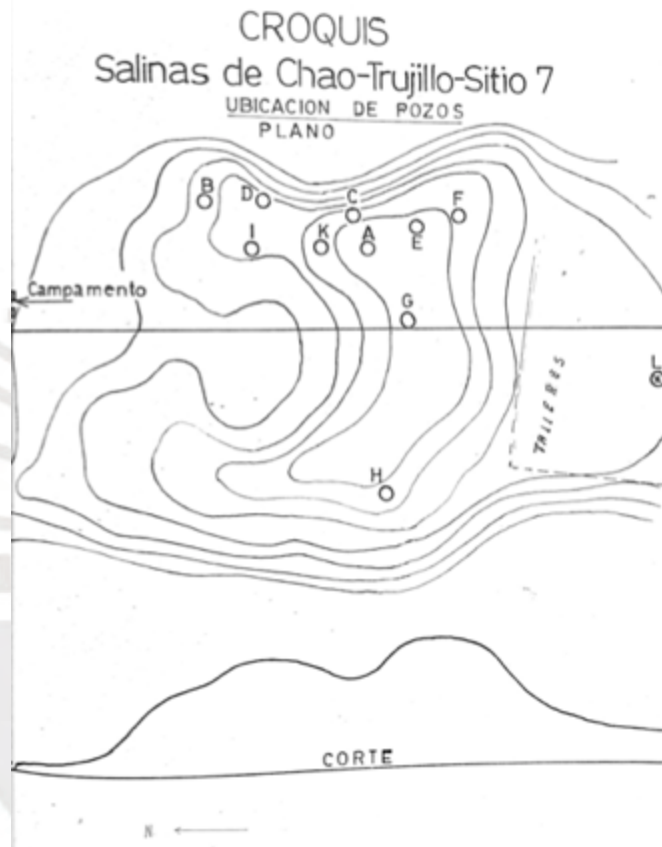 CROQUIS
Salinas de Chao-Trujillo-Sitio 7
UBICACION DE POZOS
PLANO
B
D
C
F
I
K
A
E
Campamento
G
L
TALLERES
H
CORTE
N